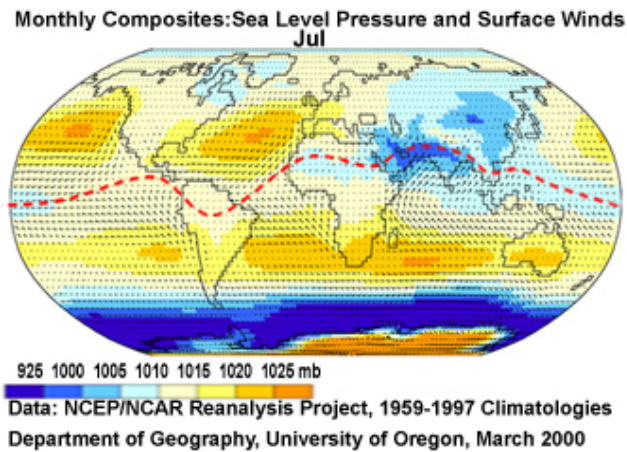 Monthly Composites:Sea Level Pressure and Surface Winds
Jul
925 1000 1005 1010 1015 1020 1025 mb
Data: NCEP/NCAR Reanalysis Project, 1959-1997 Climatologies
Department of Geography, University of Oregon, March 2000